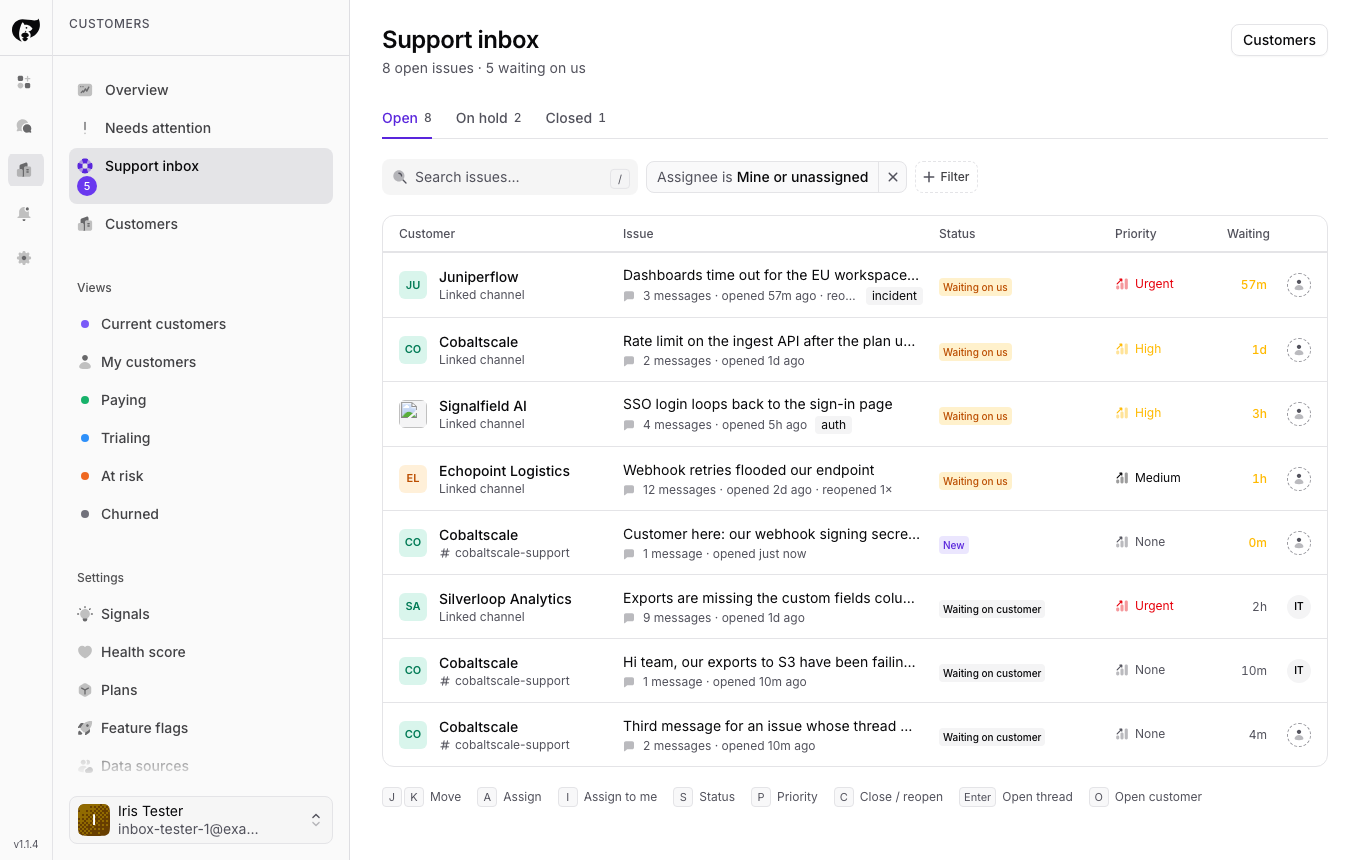 CUSTOMERS
Overview
Needs attention
Support inbox
5
Customers
Views
Current customers
My customers
Paying
Trialing
At risk
Churned
Settings
Signals
Health score
Plans
Feature flags
Data sources
I
Iris Tester
inbox-tester-1@exa...
v1.1.4
Support inbox
8 open issues · 5 waiting on us
Customers
Open 8 On hold 2 Closed 1
Search issues... /
Assignee is Mine or unassigned
Filter
Customer Issue Status Priority Waiting
JU Juniperflow
Linked channel
Dashboards time out for the EU workspace...
3 messages · opened 57m ago · reo... incident
Waiting on us Urgent 57m
CO Cobaltscale
Linked channel
Rate limit on the ingest API after the plan u...
2 messages · opened 1d ago
Waiting on us High 1d
Signalfield AI
Linked channel
SSO login loops back to the sign-in page
4 messages · opened 5h ago auth
Waiting on us High 3h
EL Echopoint Logistics
Linked channel
Webhook retries flooded our endpoint
12 messages · opened 2d ago · reopened 1×
Waiting on us Medium 1h
CO Cobaltscale
# cobaltscale-support
Customer here: our webhook signing secre...
1 message · opened just now
New None 0m
SA Silverloop Analytics
Linked channel
Exports are missing the custom fields colu...
9 messages · opened 1d ago
Waiting on customer Urgent 2h IT
CO Cobaltscale
# cobaltscale-support
Hi team, our exports to S3 have been failin...
1 message · opened 10m ago
Waiting on customer None 10m IT
CO Cobaltscale
# cobaltscale-support
Third message for an issue whose thread ...
2 messages · opened 10m ago
Waiting on customer None 4m
J K Move A Assign I Assign to me S Status P Priority C Close / reopen Enter Open thread O Open customer